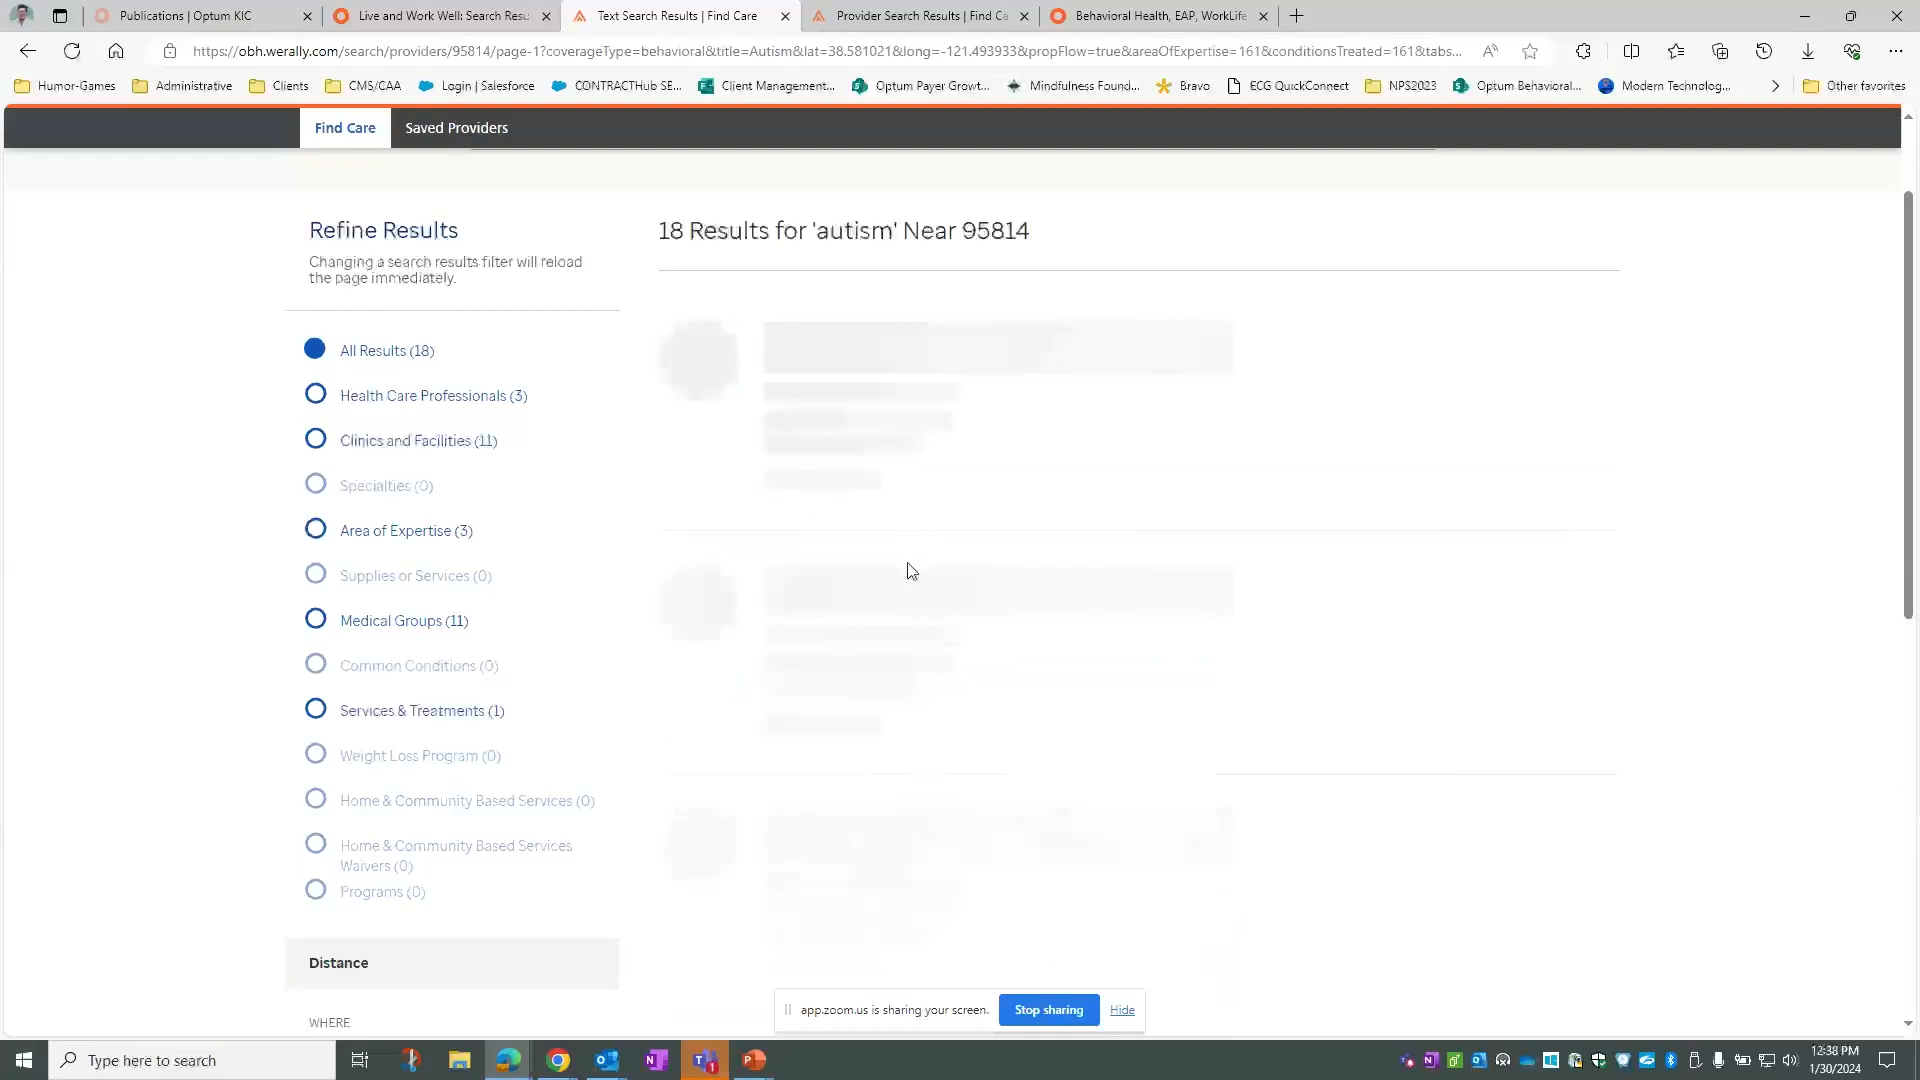 Publications | Optum KIC
Live and Work Well: Search Resu
Text Search Results | Find Care
Provider Search Results | Find Ca
Behavioral Health, EAP, WorkLife
https://obh.werally.com/search/providers/95814/page-1?coverageType=behavioral&title=Autism&lat=38.581021&long=-121.493933&propFlow=true&areaOfExpertise=161&conditionsTreated=161&tabs...
Humor-Games
Administrative
Clients
CMS/CAA
Login | Salesforce
CONTRACTHub SE...
Client Management...
Optum Payer Growt...
Mindfulness Found...
Bravo
ECG QuickConnect
NPS2023
Optum Behavioral...
Modern Technolog...
Other favorites
Find Care
Saved Providers
Refine Results
Changing a search results filter will reload
the page immediately.
18 Results for 'autism' Near 95814
All Results (18)
Health Care Professionals (3)
Clinics and Facilities (11)
Specialties (0)
Area of Expertise (3)
Supplies or Services (0)
Medical Groups (11)
Common Conditions (0)
Services & Treatments (1)
Weight Loss Program (0)
Home & Community Based Services (0)
Home & Community Based Services
Waivers (0)
Programs (0)
Distance
WHERE
app.zoom.us is sharing your screen.
Stop sharing
Hide
Type here to search
12:38 PM
1/30/2024